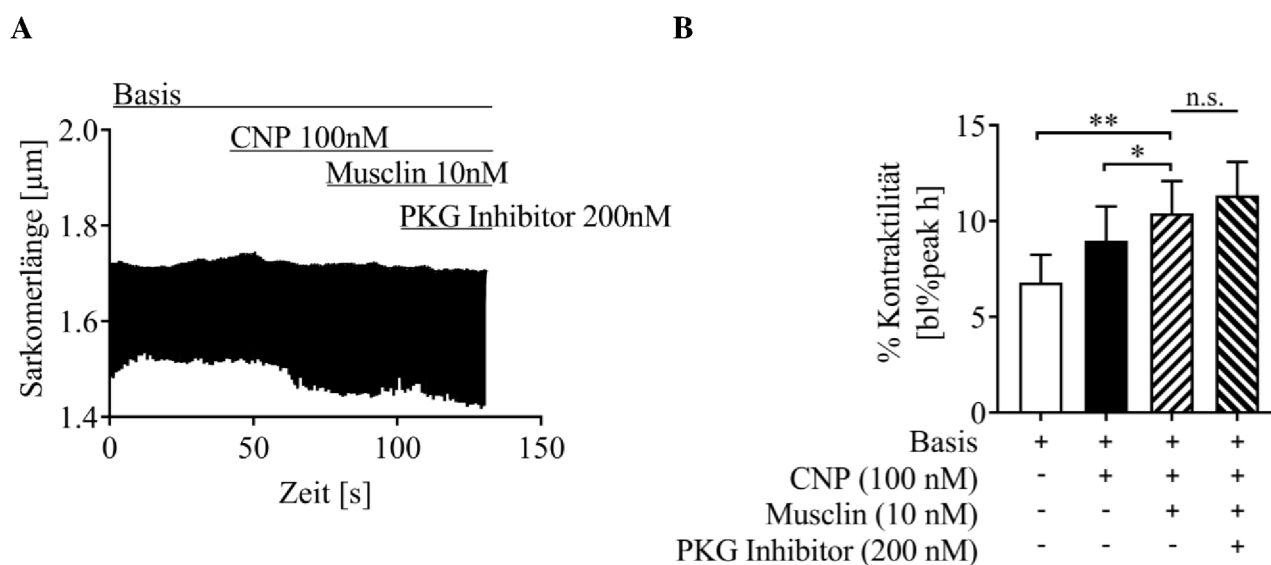 A
Basis
CNP 100nM
Musclin 10nM
PKG Inhibitor 200nM
Sarkomerlänge [µm]
2.0
1.8
1.6
1.4
0 50 100 150
Zeit [s]
B
n.s.
**
*
% Kontraktilität
[bl%peak h]
15
10
5
0
Basis + + + +
CNP (100 nM) - + + +
Musclin (10 nM) - - + +
PKG Inhibitor (200 nM) - - - +